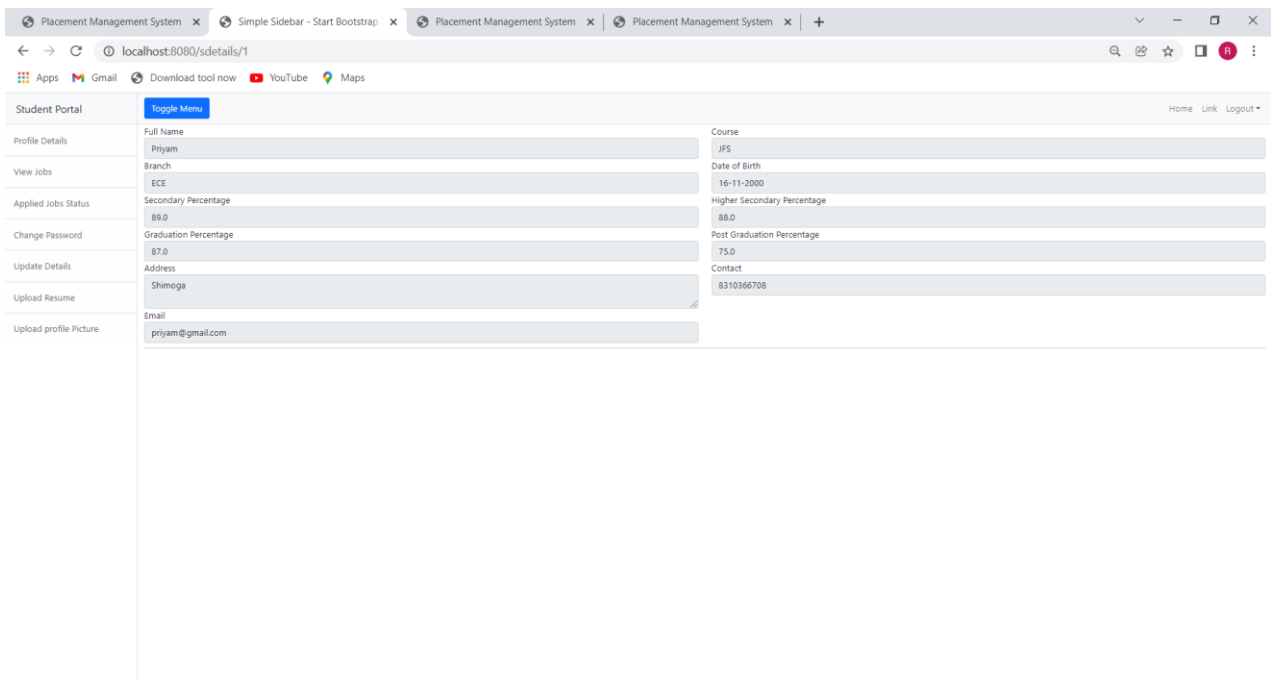 Placement Management System
Simple Sidebar - Start Bootstrap
Placement Management System
Placement Management System
localhost:8080/sdetails/1
R
Apps
Gmail
Download tool now
YouTube
Maps
Student Portal
Toggle Menu
Home Link Logout
Profile Details
View Jobs
Applied Jobs Status
Change Password
Update Details
Upload Resume
Upload profile Picture
Full Name
Priyam
Course
JFS
Branch
ECE
Date of Birth
16-11-2000
Secondary Percentage
89.0
Higher Secondary Percentage
88.0
Graduation Percentage
87.0
Post Graduation Percentage
75.0
Address
Shimoga
Contact
8310366708
Email
priyam@gmail.com